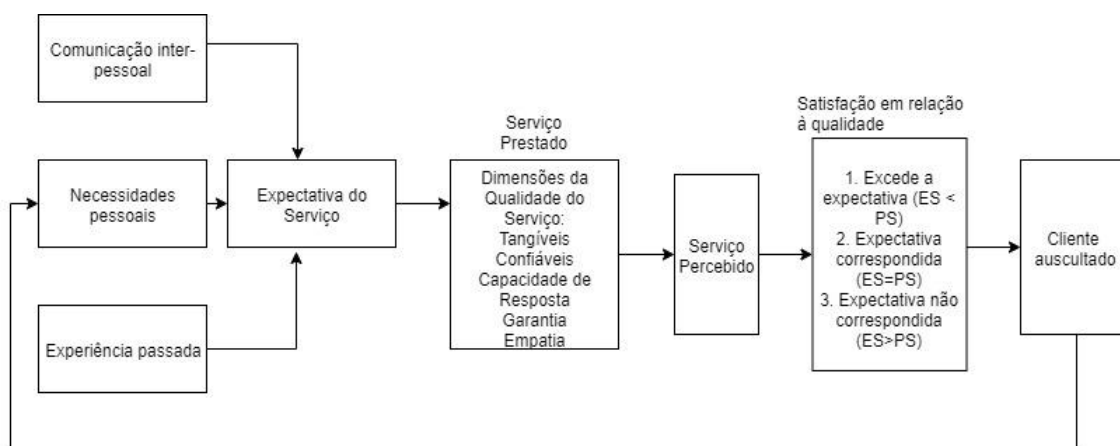 Comunicação inter-
pessoal
Necessidades
pessoais
Experiência passada
Expectativa do
Serviço
Serviço
Prestado
Dimensões da
Qualidade do
Serviço:
Tangíveis
Confiáveis
Capacidade de
Resposta
Garantia
Empatia
Serviço
Percebido
Satisfação em relação
à qualidade
1. Excede a
expectativa (ES <
PS)
2. Expectativa
correspondida
(ES=PS)
3. Expectativa não
correspondida
(ES>PS)
Cliente
auscultado